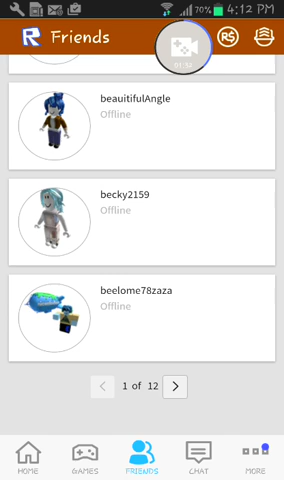 70% 4:12 PM
R Friends
01:52
beauitifulAngle
Offline
becky2159
Offline
beelome78zaza
Offline
1 of 12
HOME GAMES FRIENDS CHAT MORE